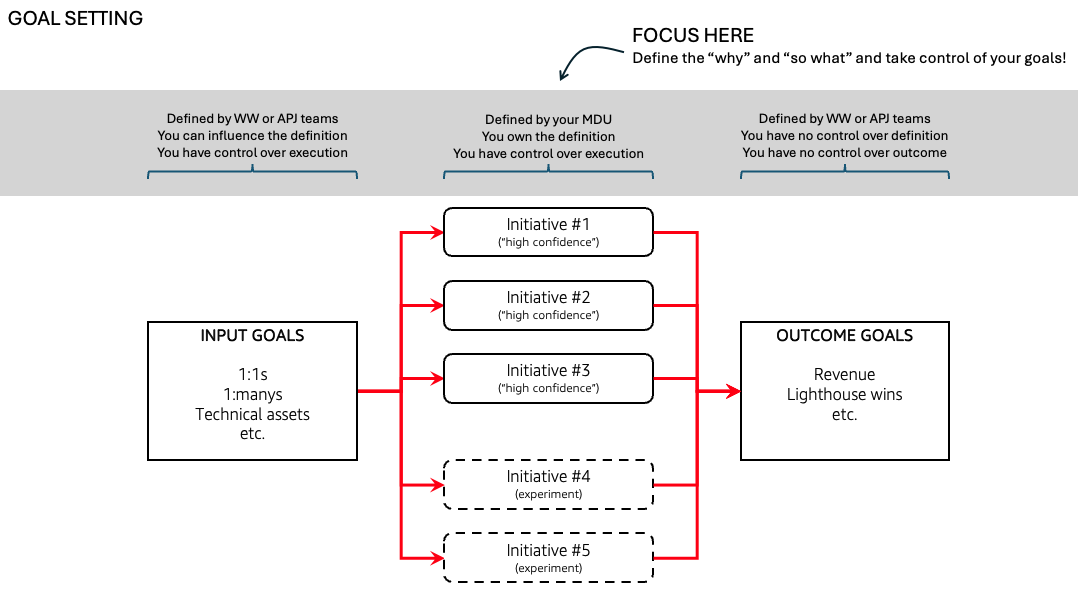 GOAL SETTING
FOCUS HERE
Define the “why” and “so what” and take control of your goals!
Defined by WW or APJ teams
You can influence the definition
You have control over execution
Defined by your MDU
You own the definition
You have control over execution
Defined by WW or APJ teams
You have no control over definition
You have no control over outcome
INPUT GOALS
1:1s
1:manys
Technical assets
etc.
Initiative #1
(“high confidence”)
Initiative #2
(“high confidence”)
Initiative #3
(“high confidence”)
Initiative #4
(experiment)
Initiative #5
(experiment)
OUTCOME GOALS
Revenue
Lighthouse wins
etc.